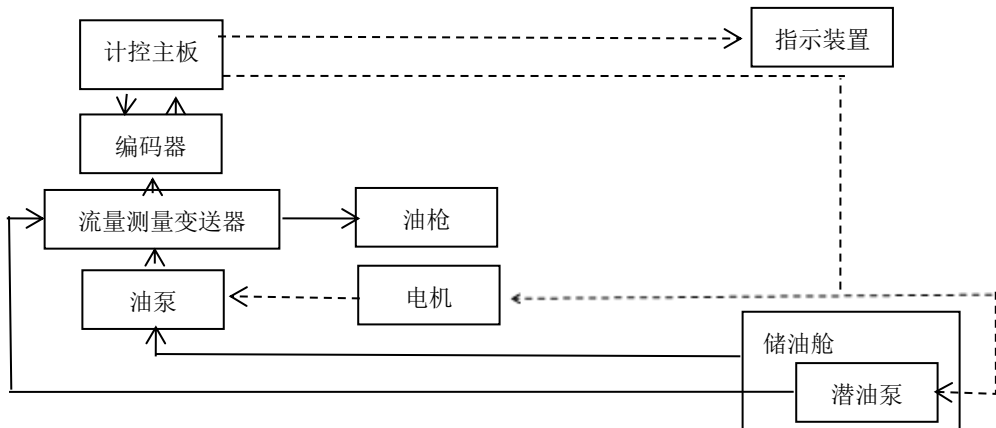 计控主板
指示装置
编码器
流量测量变送器
油枪
油泵
电机
储油舱
潜油泵